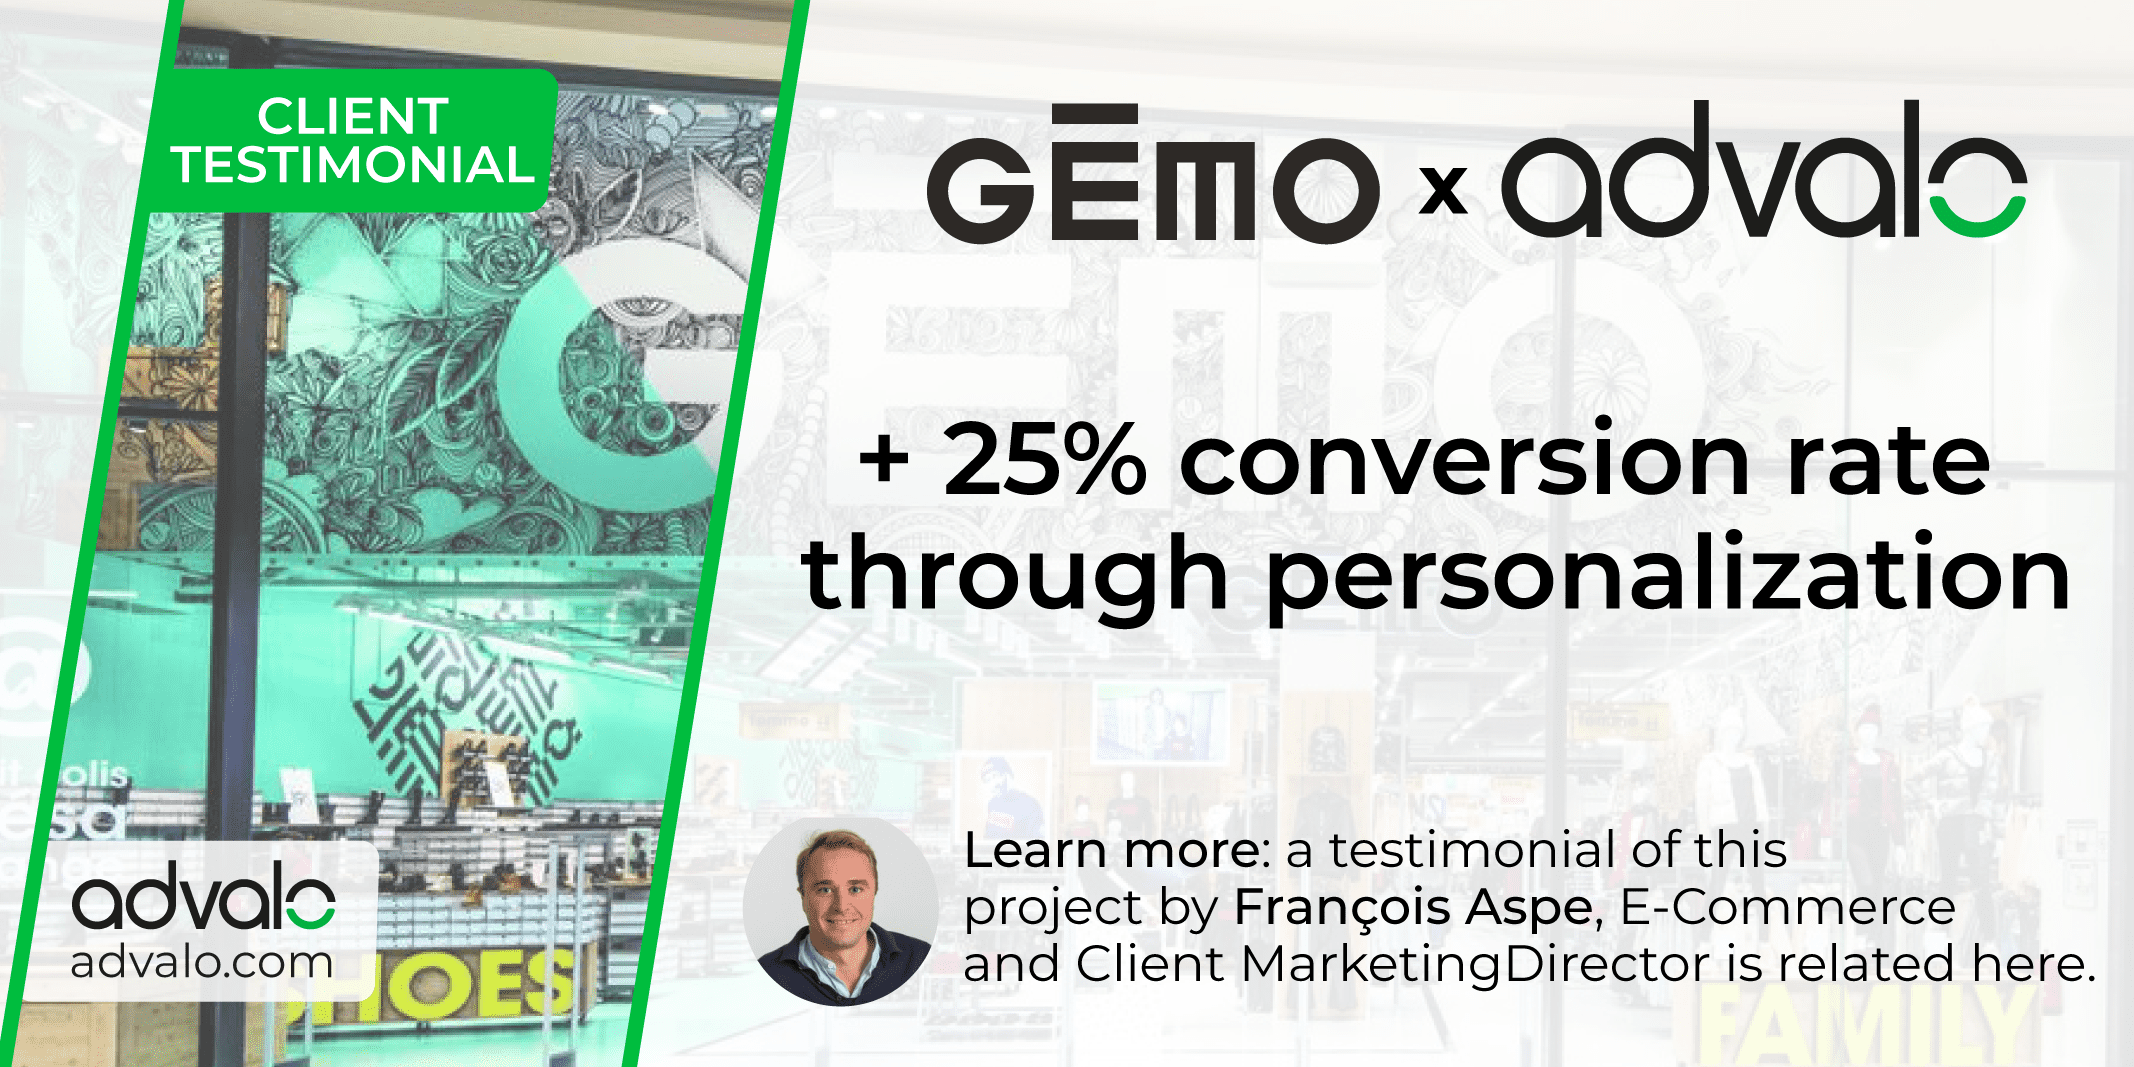 CLIENT
TESTIMONIAL
GĒMO x advalo
+ 25% conversion rate
through personalization
Learn more: a testimonial of this
project by François Aspe, E-Commerce
and Client MarketingDirector is related here.
advalo
advalo.com
SHOES
FAMILY